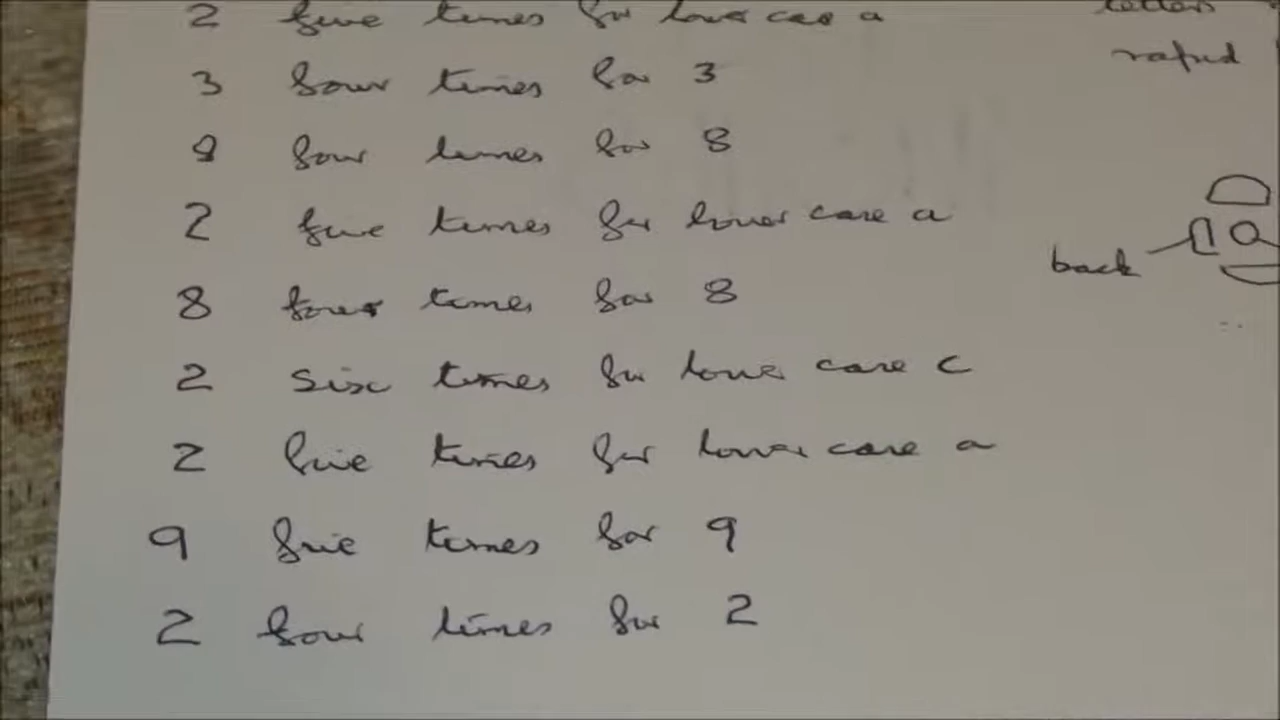 2 five times for lower case a
3 four times for 3
8 four times for 8
2 five times for lower case a
8 four times for 8
2 six times for lower case c
2 five times for lower case a
9 five times for 9
2 four times for 2
letters
rapid
back